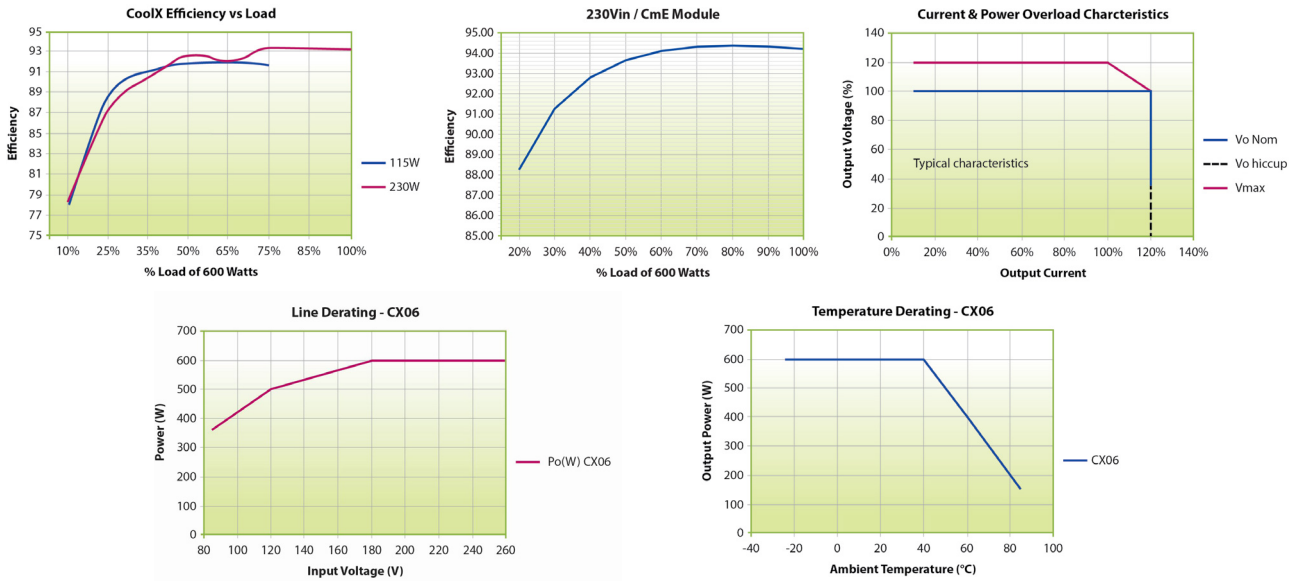 CoolX Efficiency vs Load
95
93
91
89
87
85
83
81
79
77
75
Efficiency
10% 25% 35% 50% 65% 75% 85% 100%
% Load of 600 Watts
115W
230W
230Vin / CmE Module
95.00
94.00
93.00
92.00
91.00
90.00
89.00
88.00
87.00
86.00
85.00
Efficiency
20% 30% 40% 50% 60% 70% 80% 90% 100%
% Load of 600 Watts
Current & Power Overload Charcteristics
140
120
100
80
60
40
20
0
Output Voltage (%)
Typical characteristics
0% 20% 40% 60% 80% 100% 120% 140%
Output Current
Vo Nom
Vo hiccup
Vmax
Line Derating - CX06
700
600
500
400
300
200
100
0
Power (W)
80 100 120 140 160 180 200 220 240 260
Input Voltage (V)
Po(W) CX06
Temperature Derating - CX06
700
600
500
400
300
200
100
0
Output Power (W)
-40 -20 0 20 40 60 80 100
Ambient Temperature (°C)
CX06